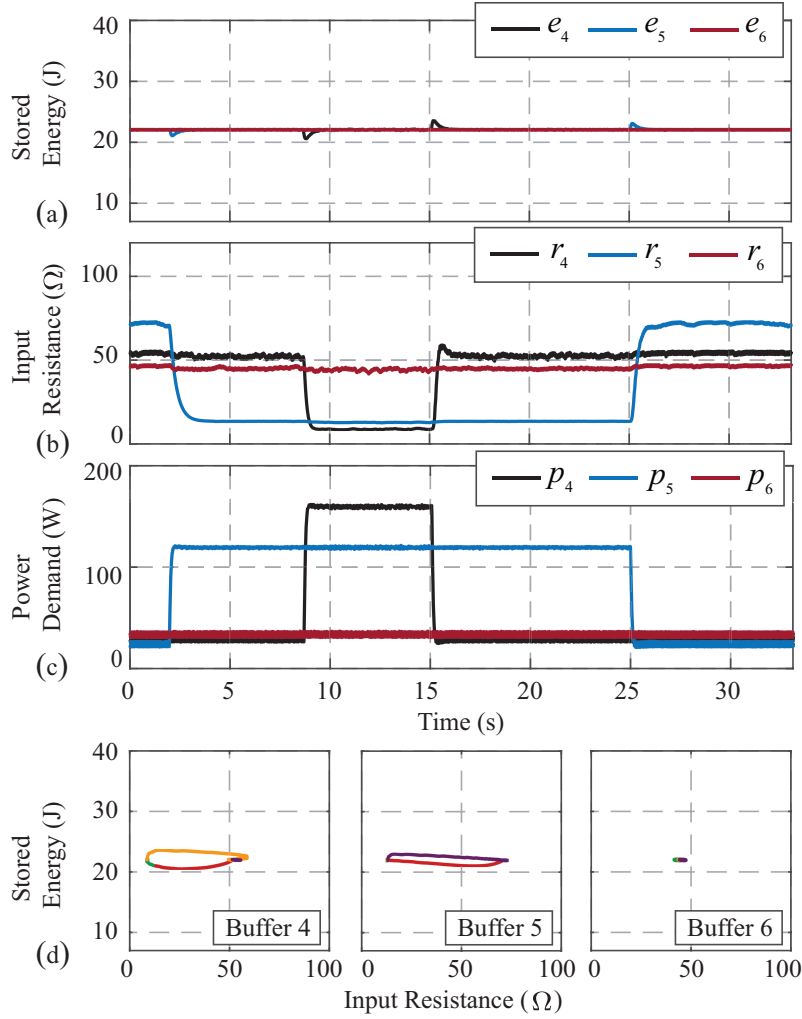 e4 e5 e6
40
30
20
10
Stored
Energy (J)
(a)
r4 r5 r6
100
50
0
Input
Resistance (Ω)
(b)
p4 p5 p6
200
100
0
Power
Demand (W)
(c)
0 5 10 15 20 25 30
Time (s)
40
30
20
10
Stored
Energy (J)
(d)
Buffer 4 Buffer 5 Buffer 6
0 50 100 0 50 100 0 50 100
Input Resistance (Ω)